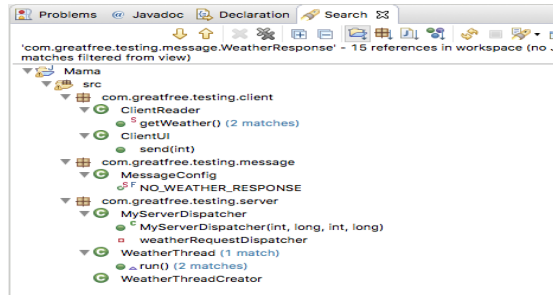 Problems @ Javadoc Declaration Search
'com.greatfree.testing.message.WeatherResponse' - 15 references in workspace (no J
matches filtered from view)
Mama
src
com.greatfree.testing.client
ClientReader
S getWeather() (2 matches)
ClientUI
send(int)
com.greatfree.testing.message
MessageConfig
SF NO_WEATHER_RESPONSE
com.greatfree.testing.server
MyServerDispatcher
C MyServerDispatcher(int, long, int, long)
weatherRequestDispatcher
WeatherThread (1 match)
run() (2 matches)
WeatherThreadCreator